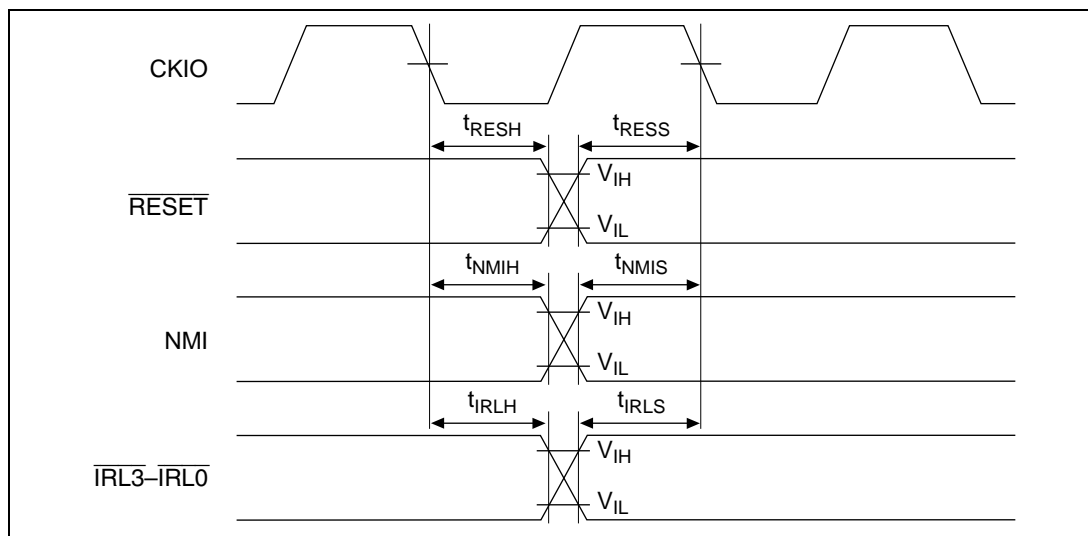 CKIO
tRESH tRESS
RESET
VIH
VIL
tNMIH tNMIS
NMI
VIH
VIL
tIRLH tIRLS
IRL3–IRL0
VIH
VIL